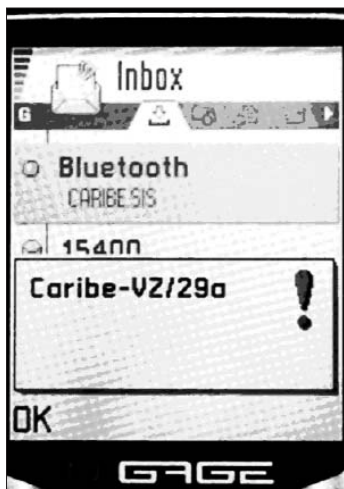 Inbox
G
Bluetooth
CARIBE SIS
15400
Caribe-VZ/29a
!
OK
GAGE